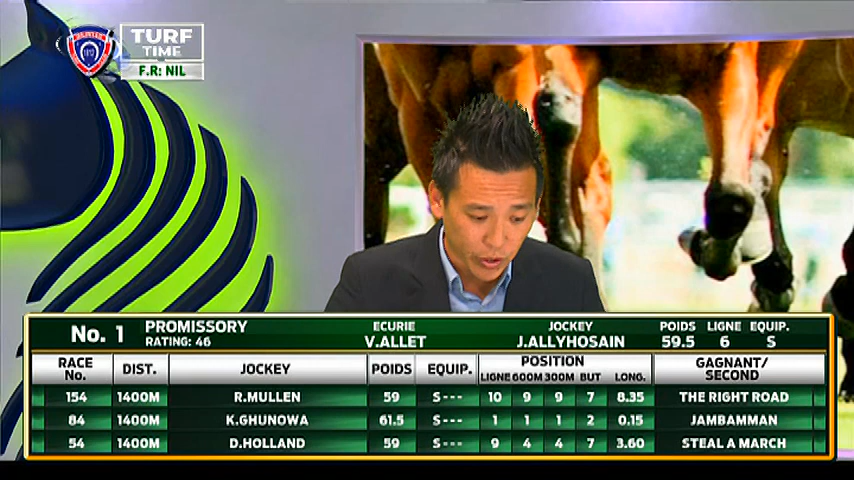 TURF
TIME
F.R: NIL
1812
No. 1 PROMISSORY ECURIE JOCKEY POIDS LIGNE EQUIP.
RATING: 46 V.ALLET J.ALLYHOSAIN 59.5 6 S
RACE No. DIST. JOCKEY POIDS EQUIP. POSITION GAGNANT/ SECOND
LIGNE 600M 300M BUT LONG.
154 1400M R.MULLEN 59 S--- 10 9 9 7 8.35 THE RIGHT ROAD
84 1400M K.GHUNOWA 61.5 S--- 1 1 1 2 0.15 JAMBAMMAN
54 1400M D.HOLLAND 59 S--- 9 4 4 7 3.60 STEAL A MARCH